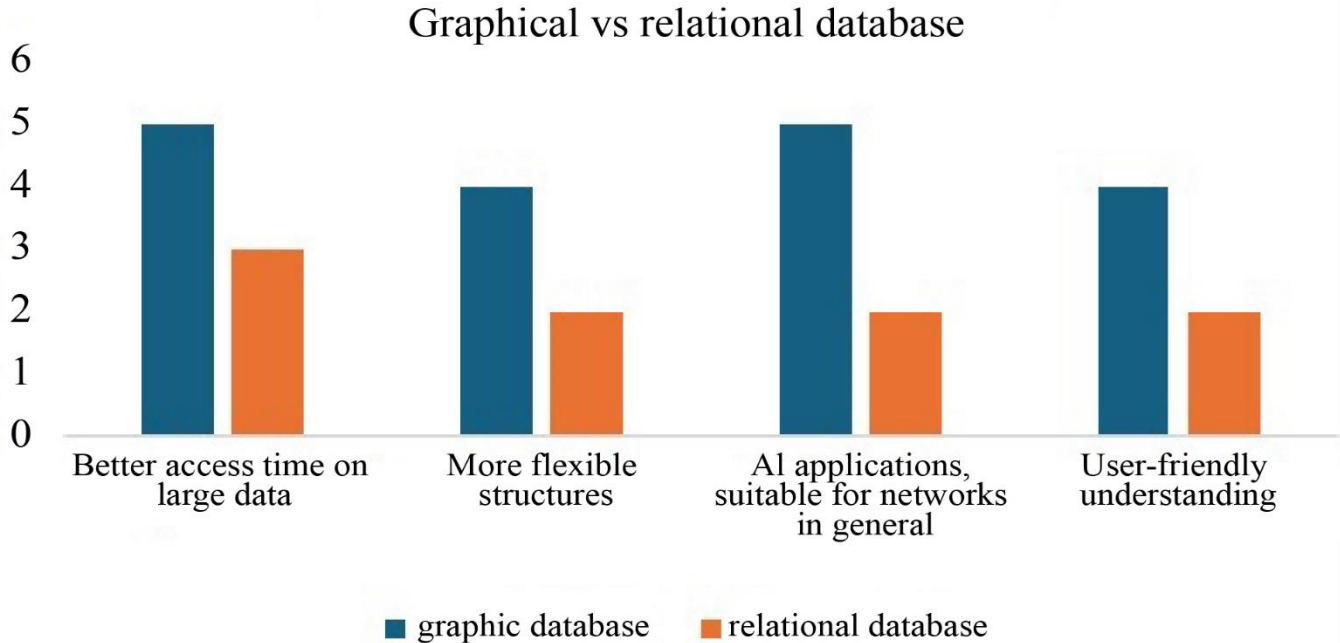 Graphical vs relational database
6
5
4
3
2
1
0
Better access time on
large data
More flexible
structures
AI applications,
suitable for networks
in general
User-friendly
understanding
graphic database
relational database